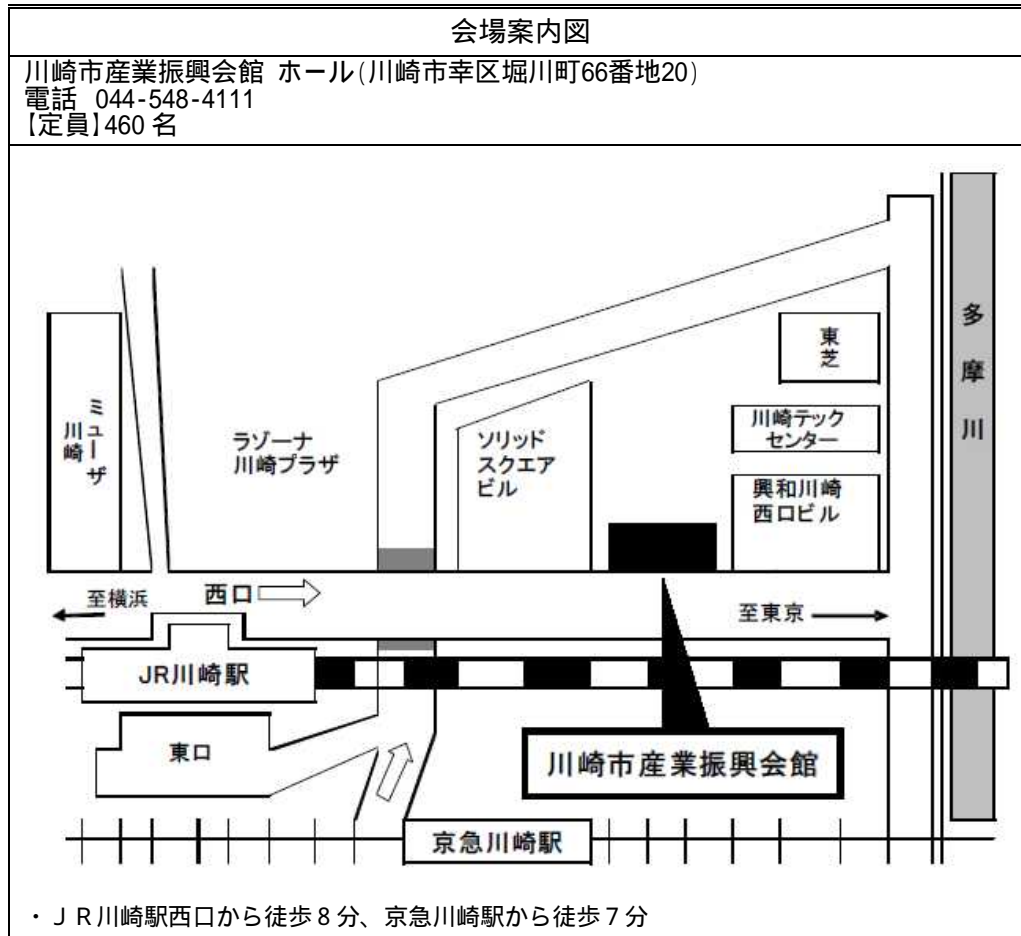 会場案内図
川崎市産業振興会館 ホール(川崎市幸区堀川町66番地20)
電話 044-548-4111
【定員】460 名
多摩川
東芝
ミューザ
川崎
ラゾーナ
川崎プラザ
ソリッド
スクエア
ビル
川崎テック
センター
興和川崎
西口ビル
至横浜
西口
至東京
JR川崎駅
東口
川崎市産業振興会館
京急川崎駅
・ＪＲ川崎駅西口から徒歩８分、京急川崎駅から徒歩７分